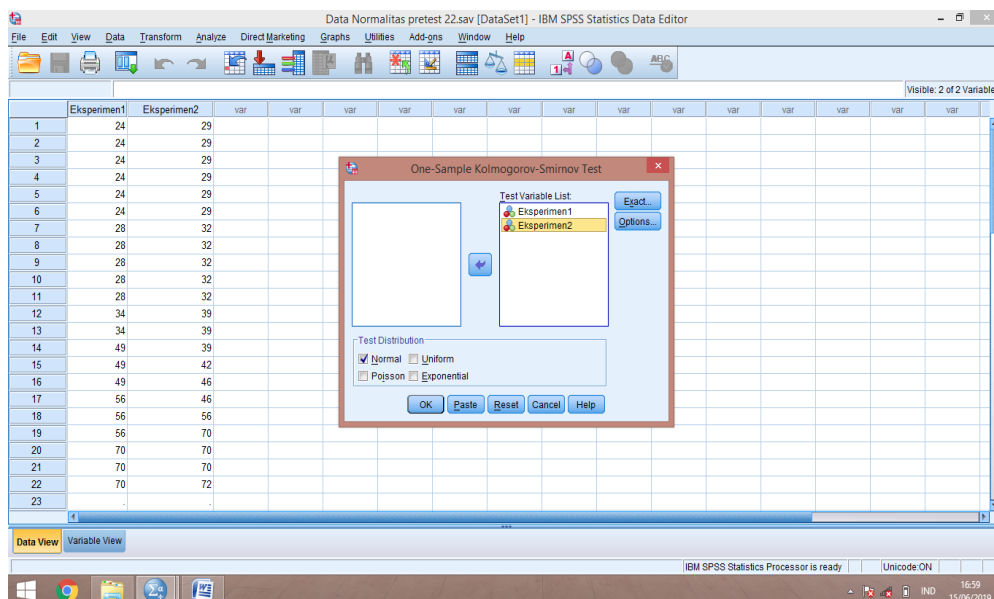 Data Normalitas pretest 22.sav [DataSet1] - IBM SPSS Statistics Data Editor
File Edit View Data Transform Analyze Direct Marketing Graphs Utilities Add-ons Window Help
Visible: 2 of 2 Variable
Eksperimen1 Eksperimen2 var var var var var var var var var var var
1 24 29
2 24 29
3 24 29
4 24 29
5 24 29
6 24 29
7 28 32
8 28 32
9 28 32
10 28 32
11 28 32
12 34 39
13 34 39
14 49 39
15 49 42
16 49 46
17 56 46
18 56 56
19 56 70
20 70 70
21 70 70
22 70 72
23 . .
One-Sample Kolmogorov-Smirnov Test
Test Variable List:
Eksperimen1
Eksperimen2
Exact...
Options...
Test Distribution
Normal Uniform
Poisson Exponential
OK Paste Reset Cancel Help
Data View Variable View
IBM SPSS Statistics Processor is ready Unicode:ON
IND 16:59
15/06/2019